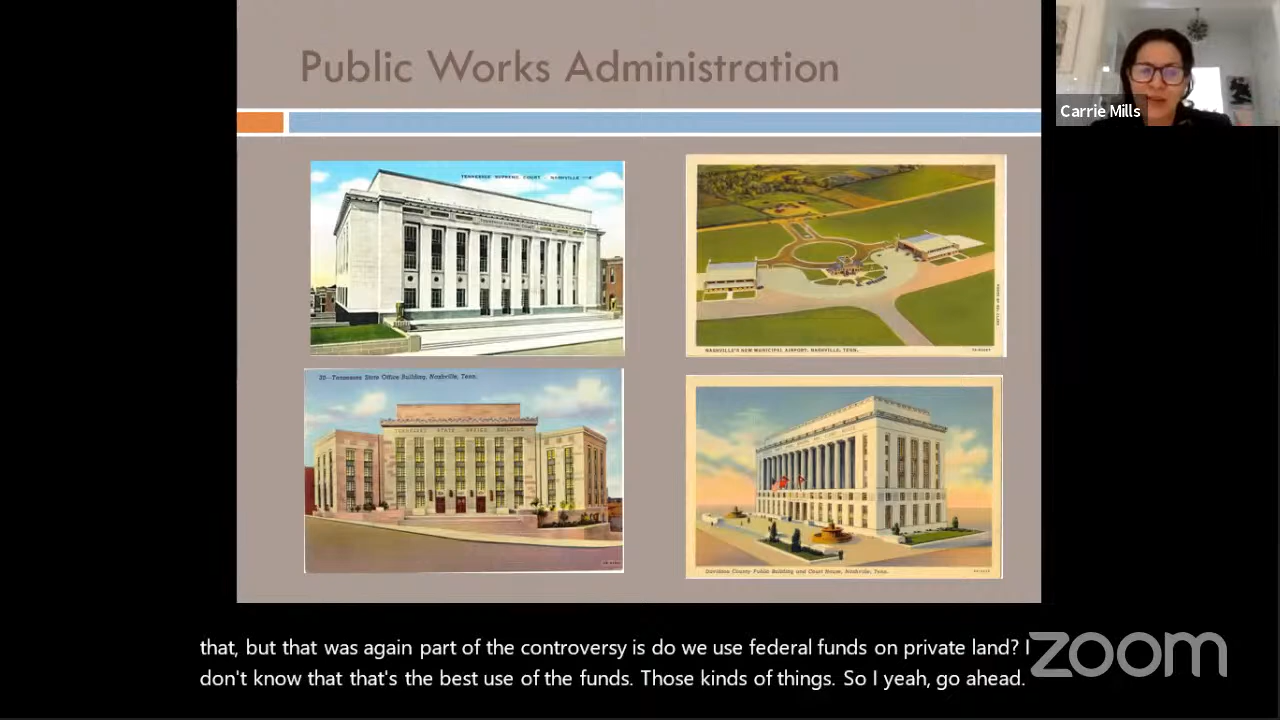 Public Works Administration
Carrie Mills
TENNESSEE SUPREME COURT NASHVILLE
TENNESSEE SUPREME COURT
NASHVILLE'S NEW MUNICIPAL AIRPORT, NASHVILLE, TENN.
Tennessee State Office Building, Nashville, Tenn.
TENNESSEE STATE OFFICE BUILDING
Davidson County Public Building and Court House, Nashville, Tenn.
that, but that was again part of the controversy is do we use federal funds on private land? I
don't know that that's the best use of the funds. Those kinds of things. So I yeah, go ahead.
zoom